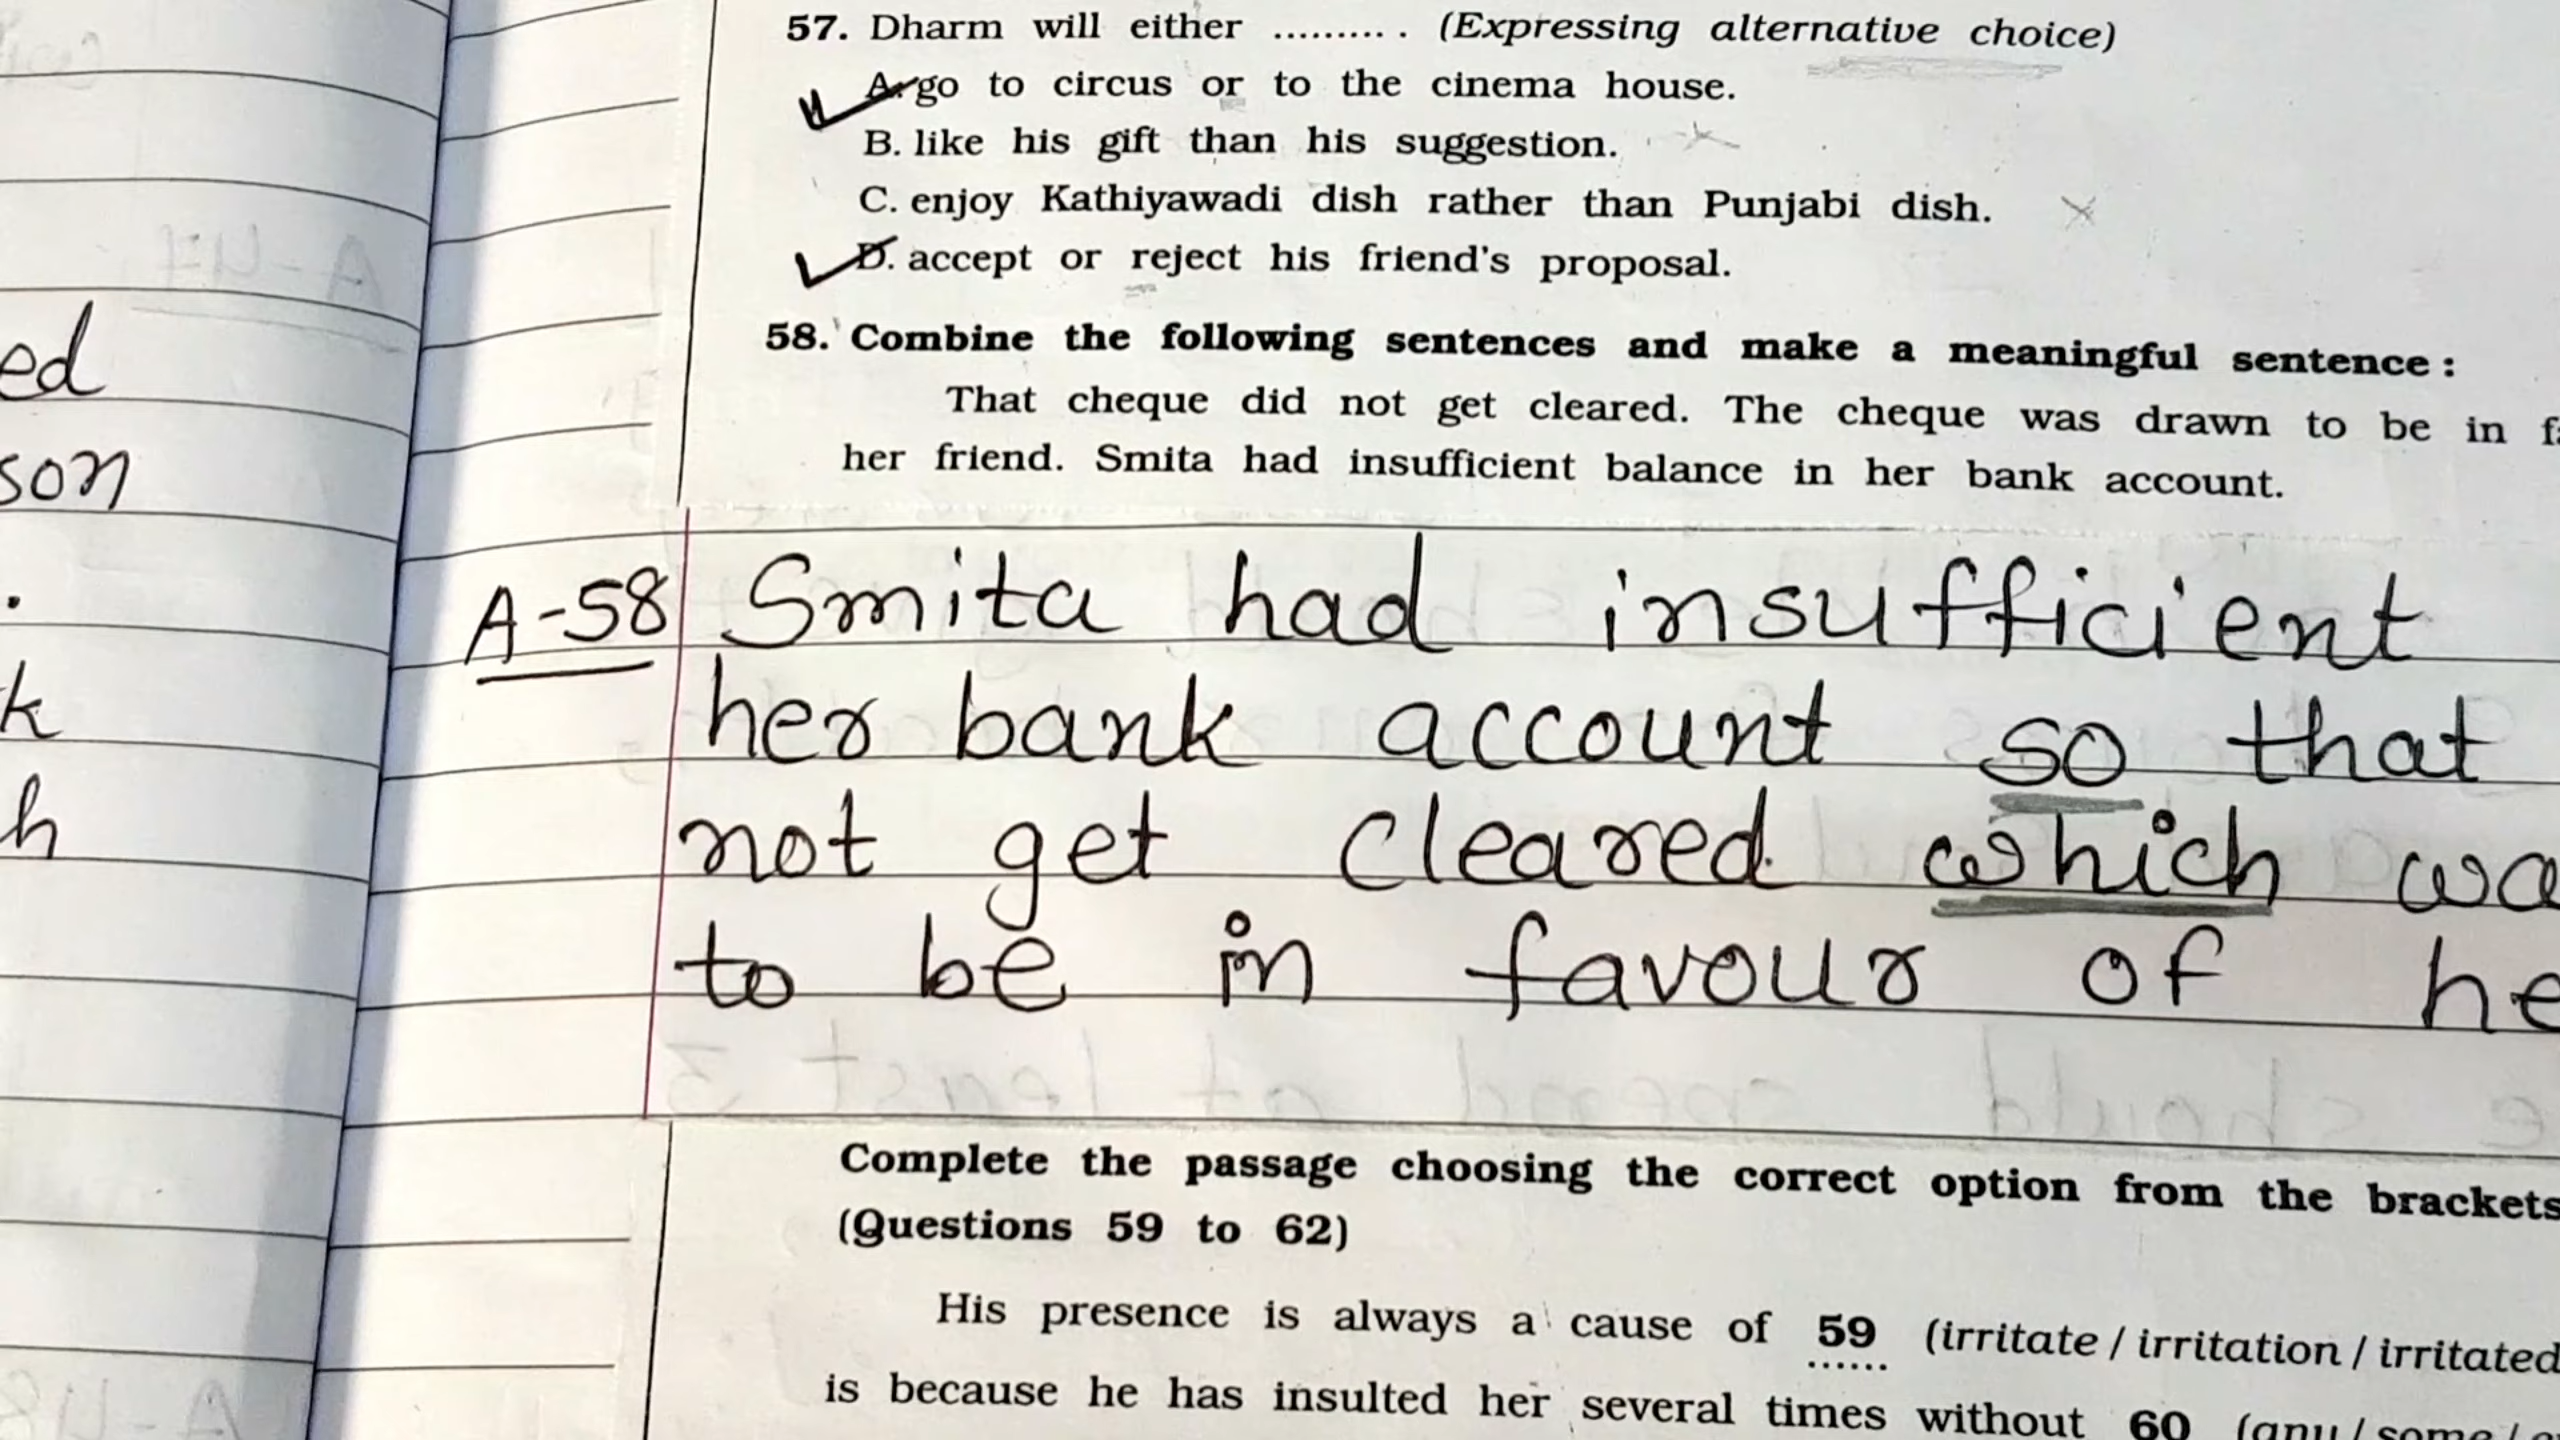 57. Dharm will either .......... (Expressing alternative choice)
A. go to circus or to the cinema house.
B. like his gift than his suggestion.
C. enjoy Kathiyawadi dish rather than Punjabi dish.
D. accept or reject his friend's proposal.
58. Combine the following sentences and make a meaningful sentence:
That cheque did not get cleared. The cheque was drawn to be in
her friend. Smita had insufficient balance in her bank account.
ed
son
k
h
A-58 Smita had insufficient
her bank account so that
not get cleared which wa
to be in favour of he
Complete the passage choosing the correct option from the brackets
(Questions 59 to 62)
His presence is always a cause of 59 (irritate / irritation / irritated
is because he has insulted her several times without 60 (any / some /